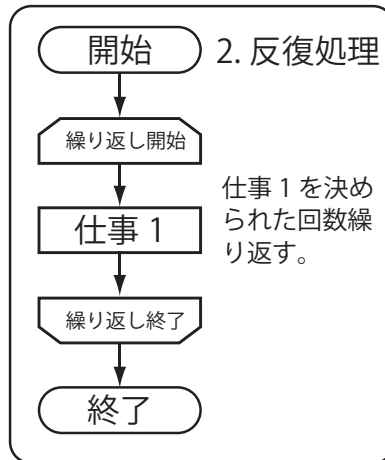 開始
2. 反復処理
繰り返し開始
仕事 1
仕事 1 を決め
られた回数繰
り返す。
繰り返し終了
終了